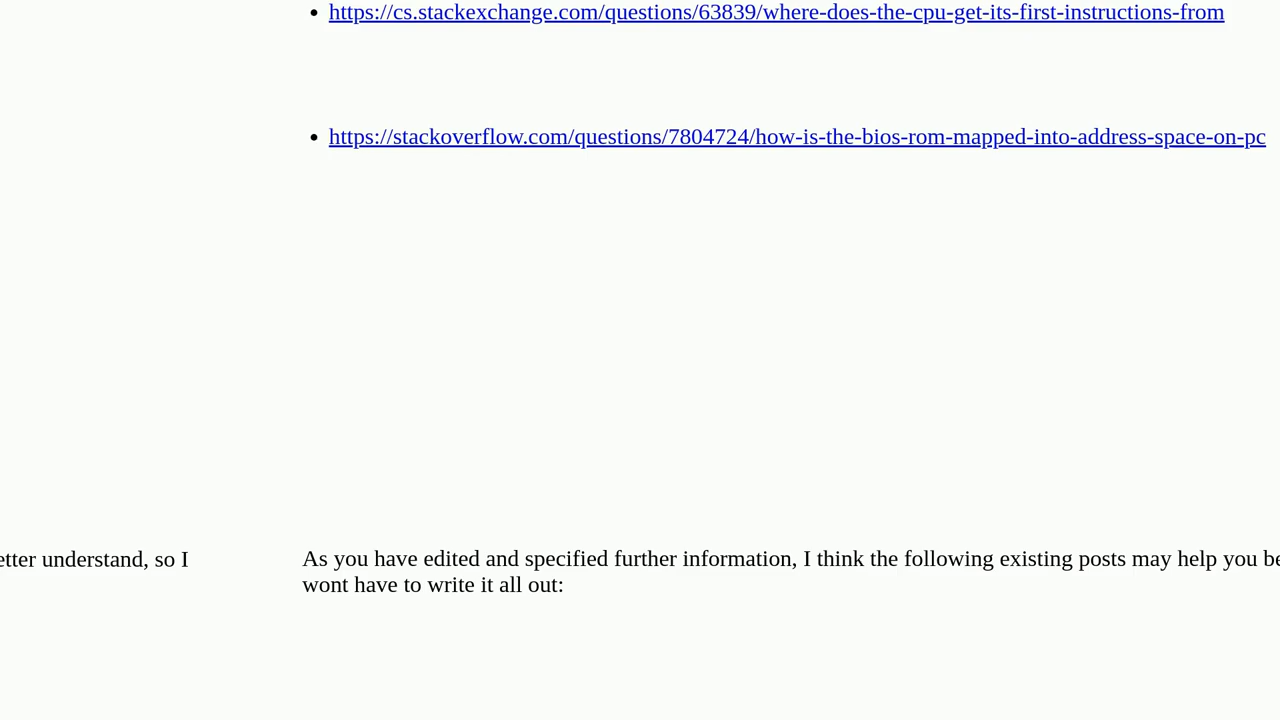 • https://cs.stackexchange.com/questions/63839/where-does-the-cpu-get-its-first-instructions-from
• https://stackoverflow.com/questions/7804724/how-is-the-bios-rom-mapped-into-address-space-on-pc
understand, so I
As you have edited and specified further information, I think the following existing posts may help you
wont have to write it all out: